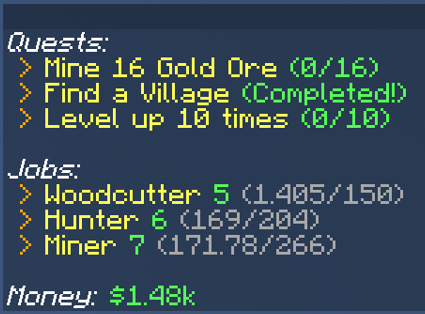 Quests:
> Mine 16 Gold Ore (0/16)
> Find a Village (Completed!)
> Level up 10 times (0/10)
Jobs:
> Woodcutter 5 (1.405/150)
> Hunter 6 (169/204)
> Miner 7 (171.78/266)
Money: $1.48k